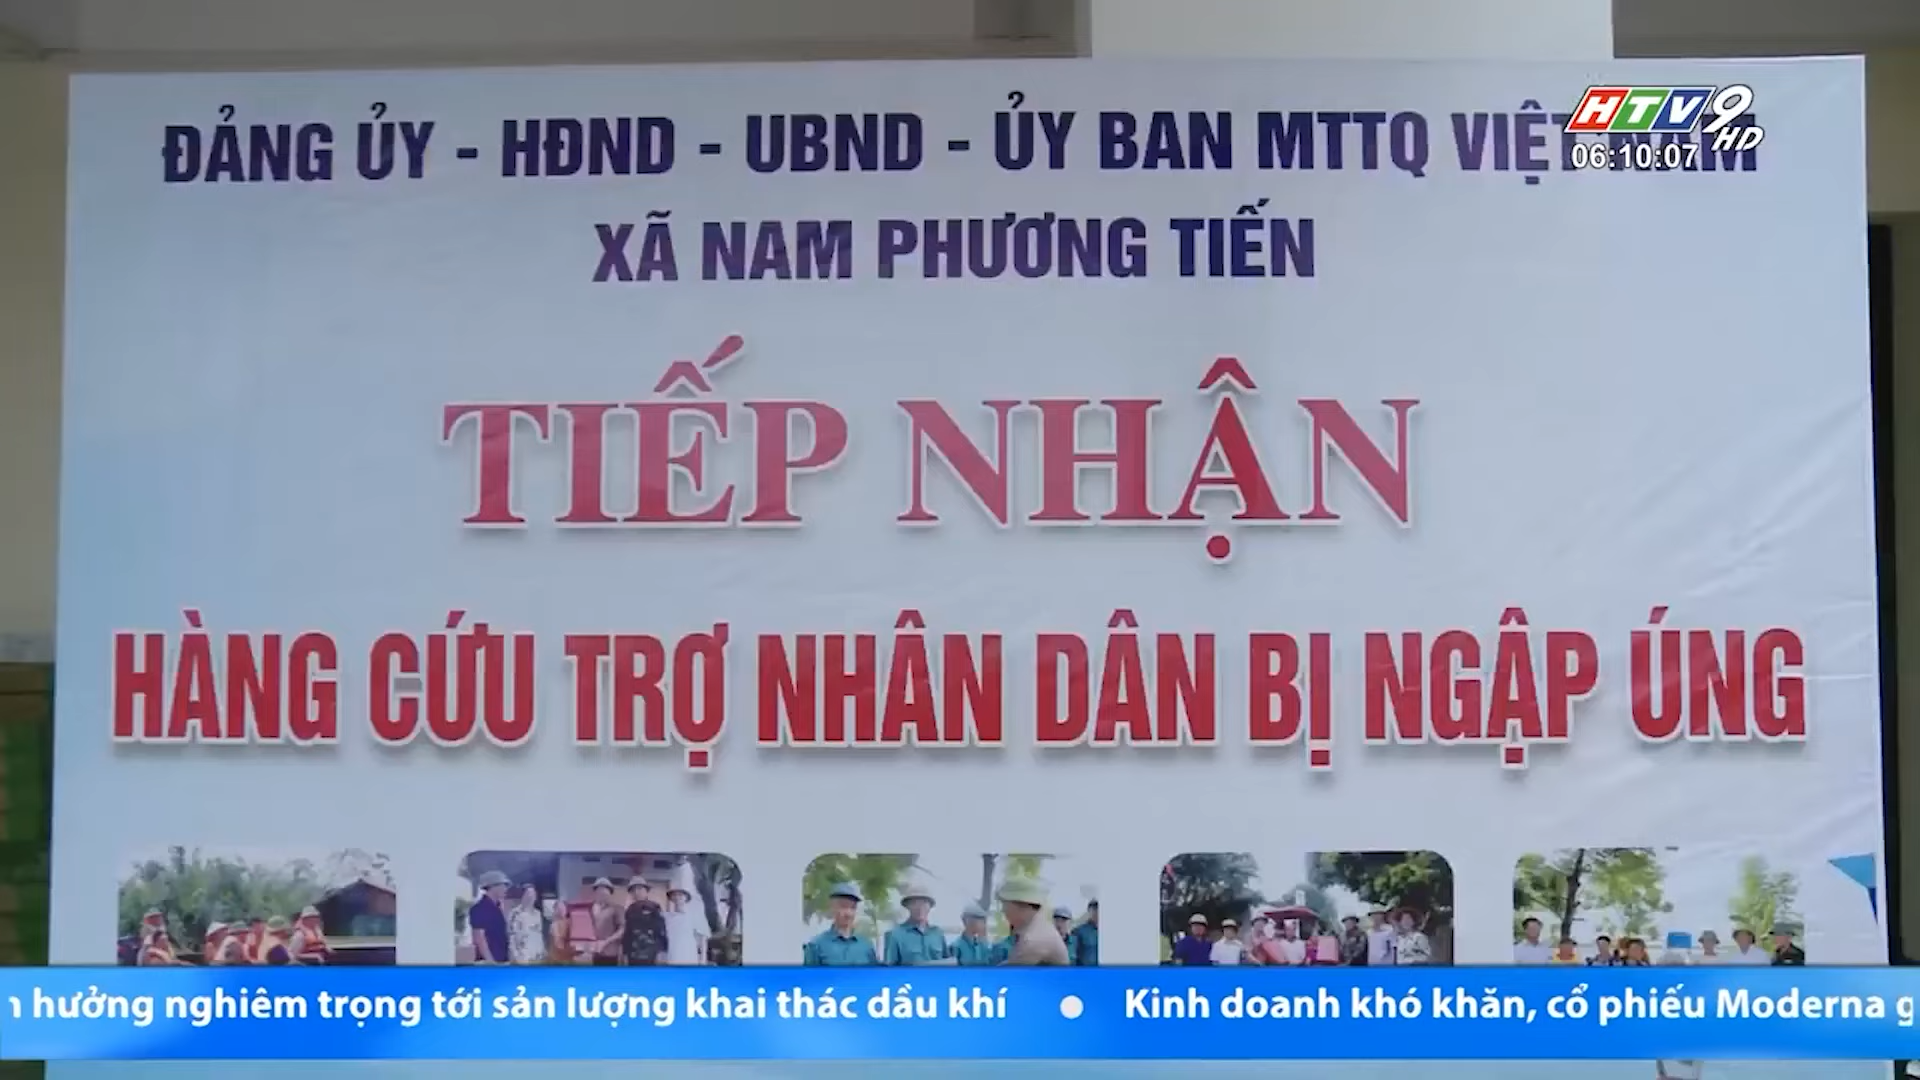 HTV9 HD
06:10:07
ĐẢNG ỦY - HĐND - UBND - ỦY BAN MTTQ VIỆT NAM
XÃ NAM PHƯƠNG TIẾN
TIẾP NHẬN
HÀNG CỨU TRỢ NHÂN DÂN BỊ NGẬP ÚNG
hưởng nghiêm trọng tới sản lượng khai thác dầu khí ● Kinh doanh khó khăn, cổ phiếu Moderna